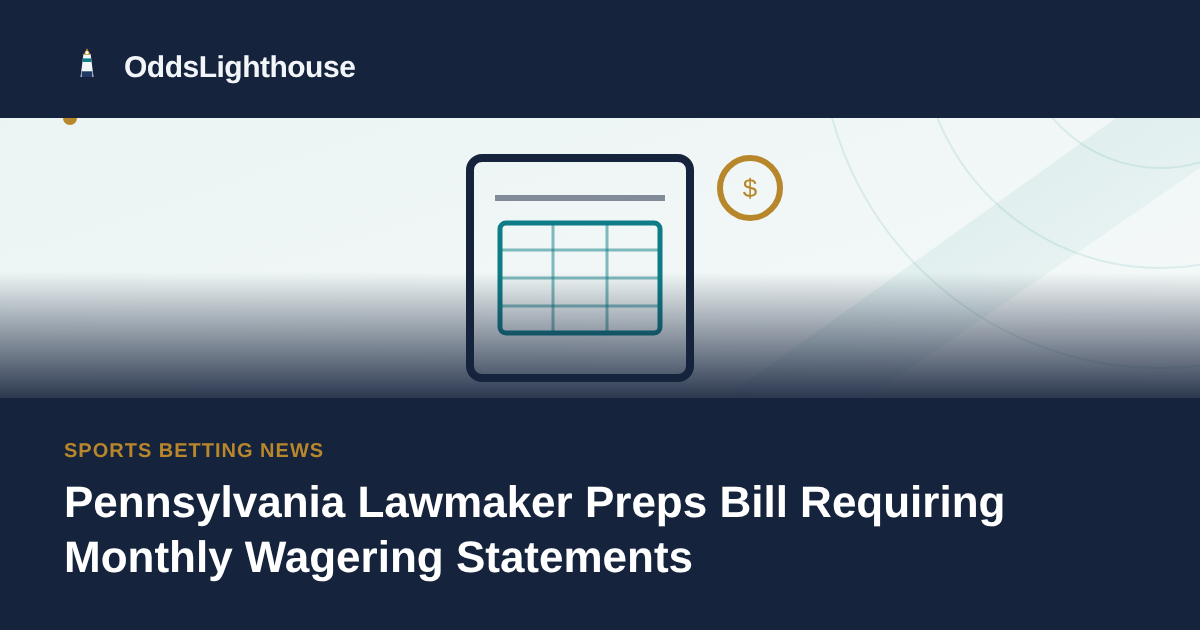 OddsLighthouse
$
SPORTS BETTING NEWS
Pennsylvania Lawmaker Preps Bill Requiring
Monthly Wagering Statements